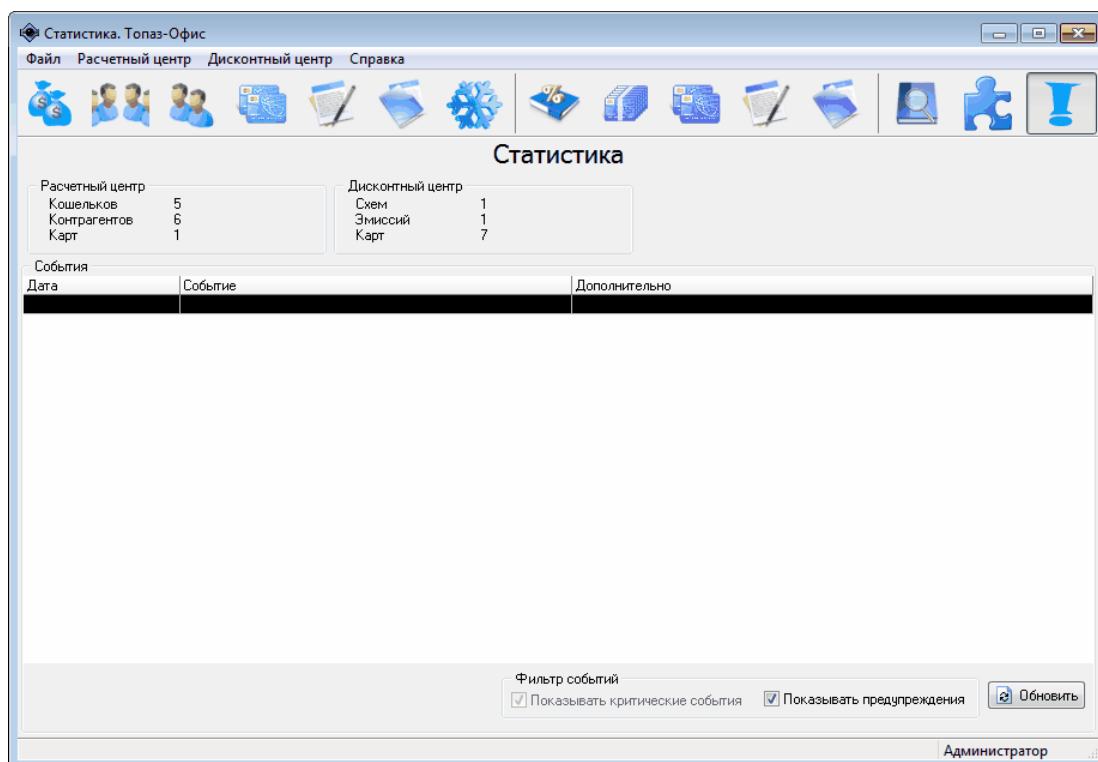 Статистика. Топаз-Офис
Файл Расчетный центр Дисконтный центр Справка
Статистика
Расчетный центр
Кошельков 5
Контрагентов 6
Карт 1
Дисконтный центр
Схем 1
Эмиссий 1
Карт 7
События
Дата Событие Дополнительно
Фильтр событий
Показывать критические события Показывать предупреждения Обновить
Администратор